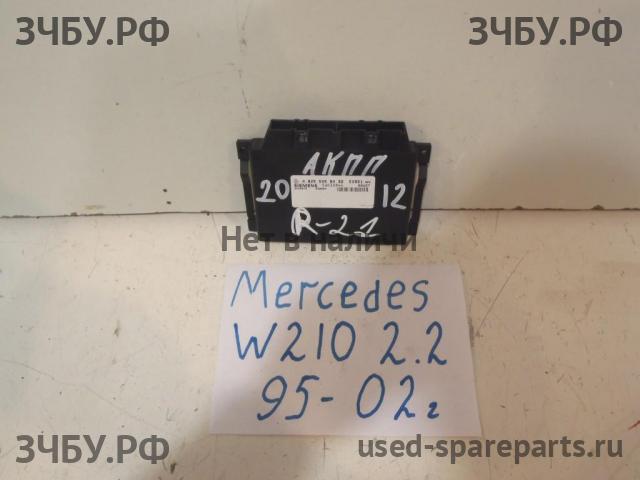 ЗЧБУ.РФ ЗЧБУ.РФ
АКПП
SIEMENS
20 12
R-21
Нет в наличии
Mercedes
W210 2.2
95-02г
ЗЧБУ.РФ used-spareparts.ru